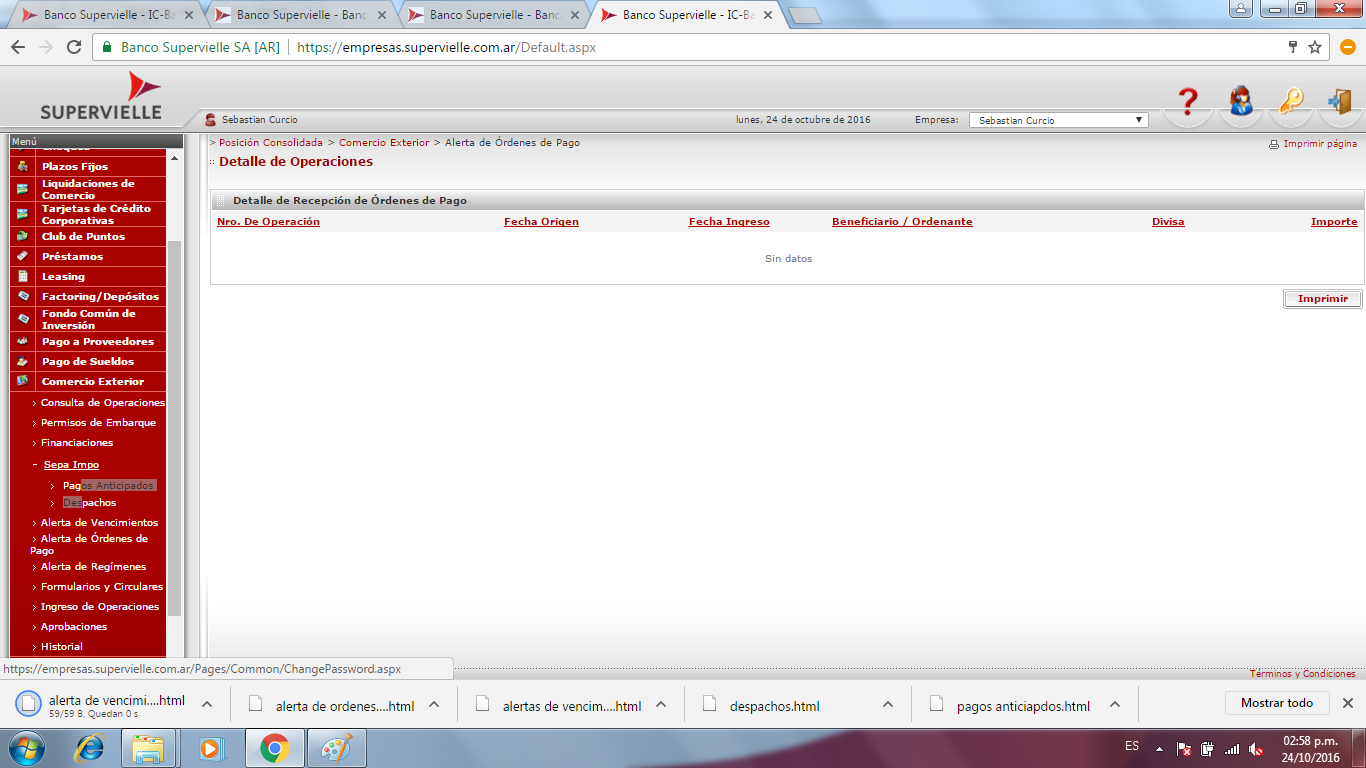 Banco Supervielle - IC-Ba
Banco Supervielle - Banc
Banco Supervielle - Banc
Banco Supervielle - IC-Ba
Banco Supervielle SA [AR] https://empresas.supervielle.com.ar/Default.aspx
SUPERVIELLE
Sebastian Curcio
lunes, 24 de octubre de 2016
Empresa:
Sebastian Curcio
Menú
Plazos Fijos
Liquidaciones de
Comercio
Tarjetas de Crédito
Corporativas
Club de Puntos
Préstamos
Leasing
Factoring/Depósitos
Fondo Común de
Inversión
Pago a Proveedores
Pago de Sueldos
Comercio Exterior
> Consulta de Operaciones
> Permisos de Embarque
> Financiaciones
- Sepa Impo
> Pagos Anticipados
> Despachos
> Alerta de Vencimientos
> Alerta de Órdenes de
Pago
> Alerta de Regímenes
> Formularios y Circulares
> Ingreso de Operaciones
> Aprobaciones
> Historial
> Posición Consolidada > Comercio Exterior > Alerta de Órdenes de Pago
Imprimir página
:: Detalle de Operaciones
Detalle de Recepción de Órdenes de Pago
Nro. De Operación Fecha Origen Fecha Ingreso Beneficiario / Ordenante Divisa Importe
Sin datos
Imprimir
https://empresas.supervielle.com.ar/Pages/Common/ChangePassword.aspx
Términos y Condiciones
alerta de vencimi....html
59/59 B, Quedan 0 s
alerta de ordenes....html
alertas de vencim....html
despachos.html
pagos anticiapdos.html
Mostrar todo
ES
02:58 p.m.
24/10/2016